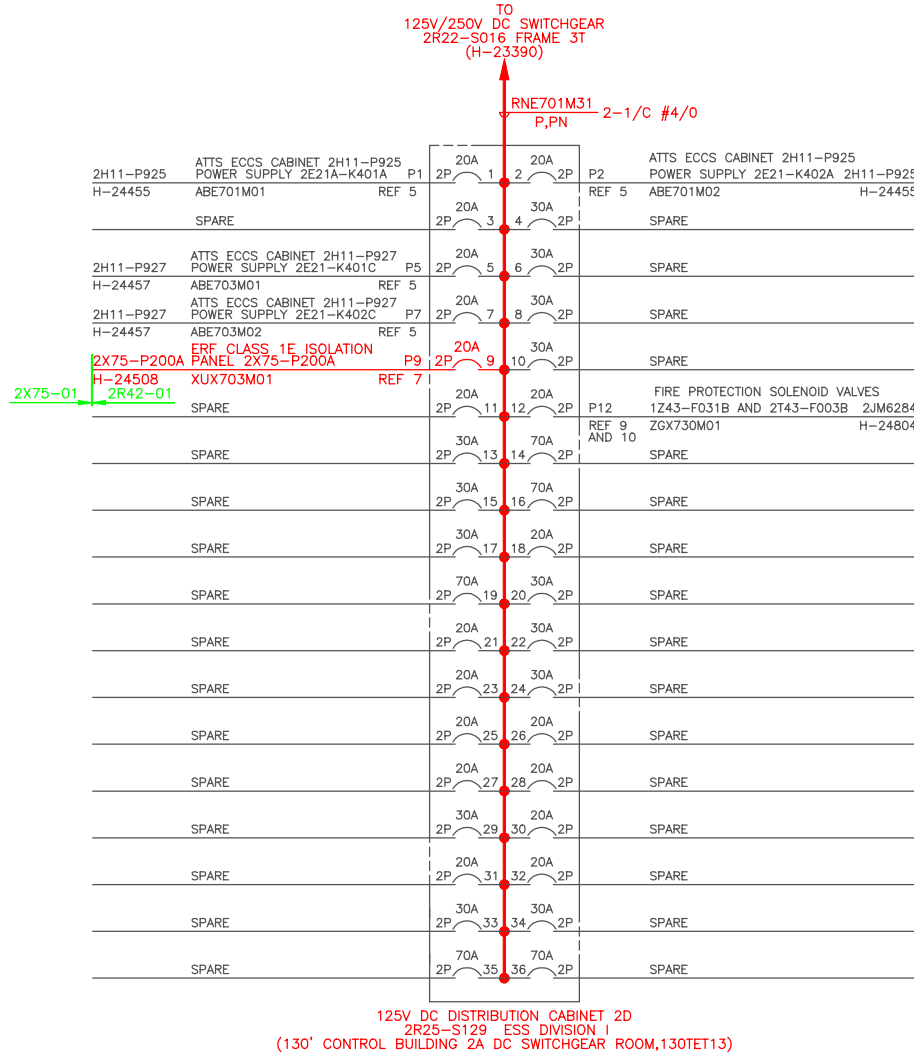 TO
125V/250V DC SWITCHGEAR
2R22-S016 FRAME 3T
(H-23390)
RNE701M31
P,PN
2-1/C #4/0
2H11-P925 ATTS ECCS CABINET 2H11-P925
POWER SUPPLY 2E21A-K401A P1
H-24455 ABE701M01 REF 5
20A 2P 1 2 20A 2P
P2 ATTS ECCS CABINET 2H11-P925
POWER SUPPLY 2E21-K402A 2H11-P925
REF 5 ABE701M02 H-24455
SPARE 20A 2P 3 4 30A 2P SPARE
ATTS ECCS CABINET 2H11-P927
2H11-P927 POWER SUPPLY 2E21-K401C P5 20A 2P 5 6 30A 2P SPARE
H-24457 ABE703M01 REF 5
ATTS ECCS CABINET 2H11-P927
2H11-P927 POWER SUPPLY 2E21-K402C P7 20A 2P 7 8 30A 2P SPARE
H-24457 ABE703M02 REF 5
ERF CLASS 1E ISOLATION
2X75-P200A PANEL 2X75-P200A P9 20A 2P 9 10 30A 2P SPARE
H-24508 XUX703M01 REF 7
2X75-01 2R42-01
SPARE 20A 2P 11 12 20A 2P
FIRE PROTECTION SOLENOID VALVES
P12 1Z43-F031B AND 2T43-F003B 2JM6284
REF 9 ZGX730M01 H-24804
AND 10
SPARE 30A 2P 13 14 70A 2P SPARE
SPARE 30A 2P 15 16 70A 2P SPARE
SPARE 30A 2P 17 18 20A 2P SPARE
SPARE 70A 2P 19 20 30A 2P SPARE
SPARE 20A 2P 21 22 30A 2P SPARE
SPARE 20A 2P 23 24 30A 2P SPARE
SPARE 20A 2P 25 26 20A 2P SPARE
SPARE 20A 2P 27 28 20A 2P SPARE
SPARE 30A 2P 29 30 20A 2P SPARE
SPARE 20A 2P 31 32 20A 2P SPARE
SPARE 30A 2P 33 34 30A 2P SPARE
SPARE 70A 2P 35 36 70A 2P SPARE
125V DC DISTRIBUTION CABINET 2D
2R25-S129 ESS DIVISION I
(130' CONTROL BUILDING 2A DC SWITCHGEAR ROOM,130TET13)